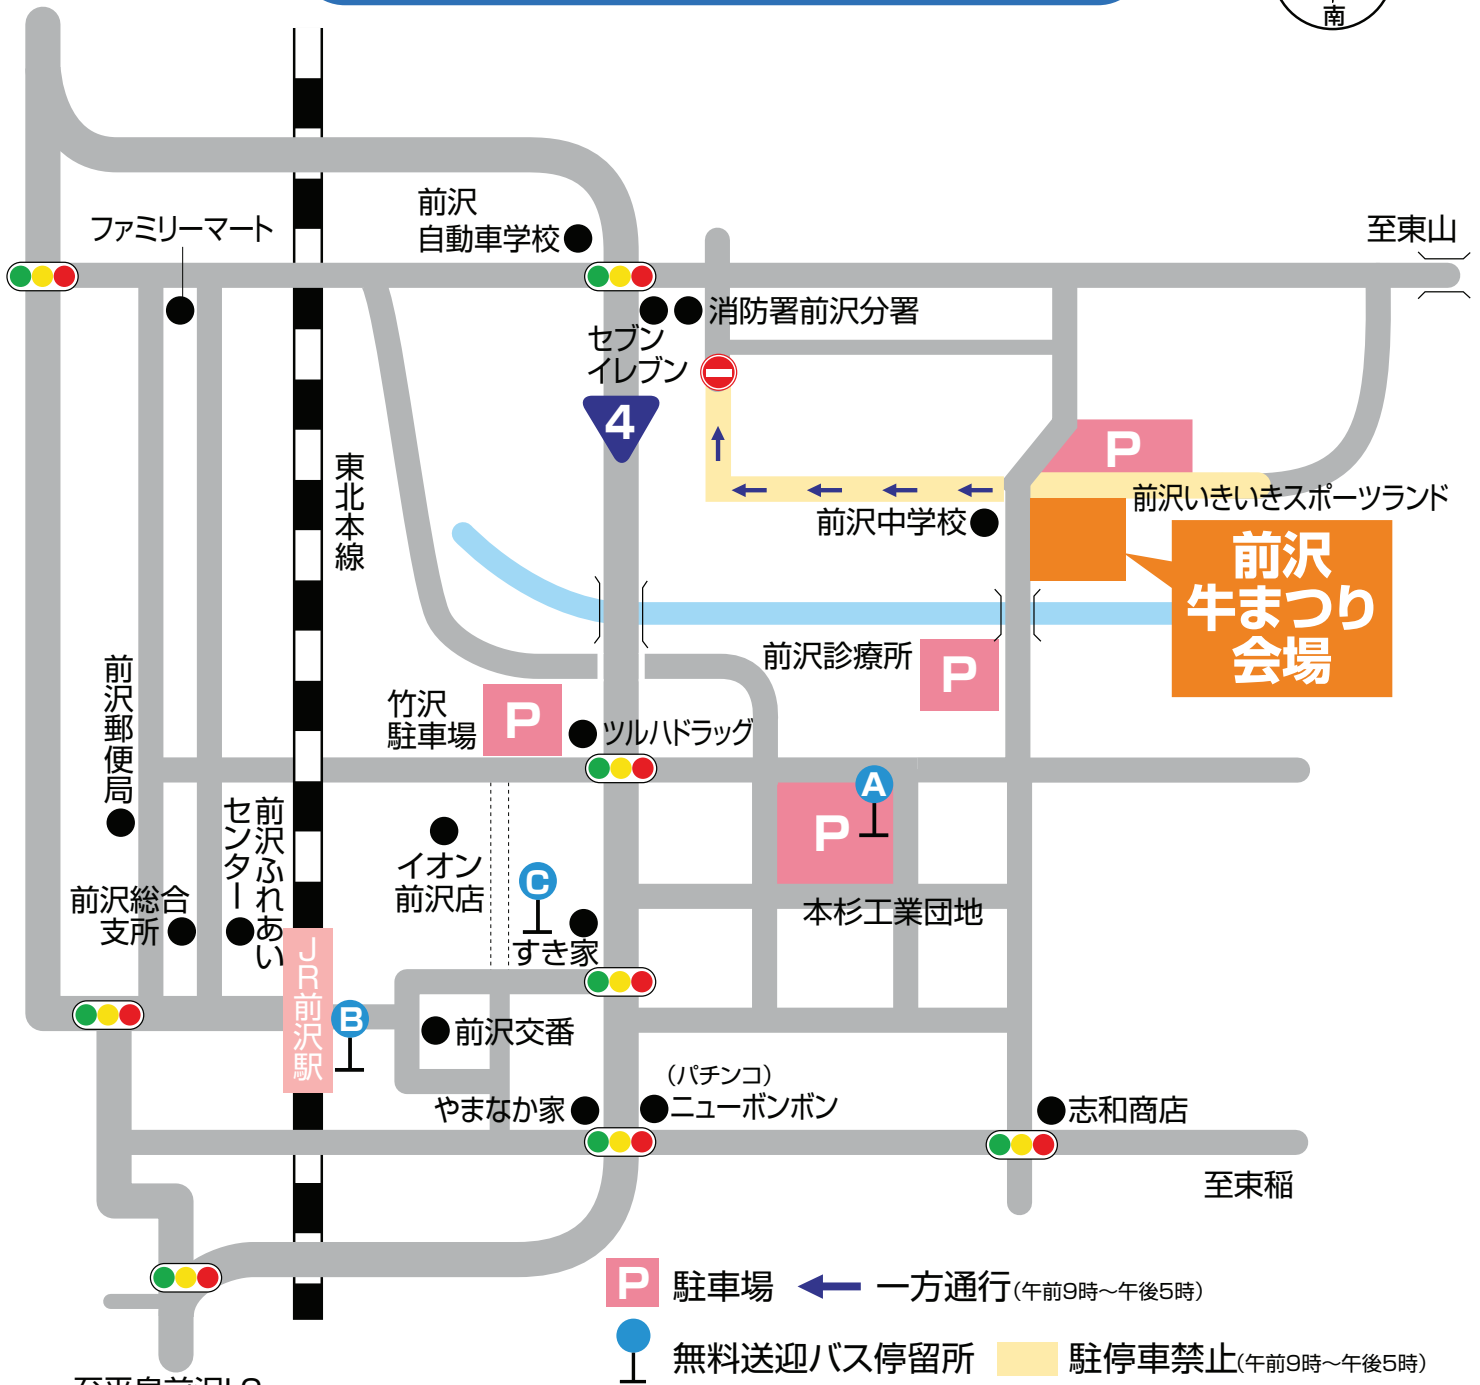 南
前沢
自動車学校
ファミリーマート
至東山
消防署前沢分署
セブン
イレブン
4
P
東北本線
前沢いきいきスポーツランド
前沢中学校
前沢
牛まつり
会場
前沢診療所
P
前沢郵便局
竹沢
駐車場
P
ツルハドラッグ
A
P
前沢ふれあい
センター
イオン
前沢店
C
前沢総合
支所
すき家
本杉工業団地
JR前沢駅
B
前沢交番
(パチンコ)
ニューボンボン
やまなか家
志和商店
至束稲
P 駐車場
一方通行(午前9時〜午後5時)
無料送迎バス停留所
駐停車禁止(午前9時〜午後5時)